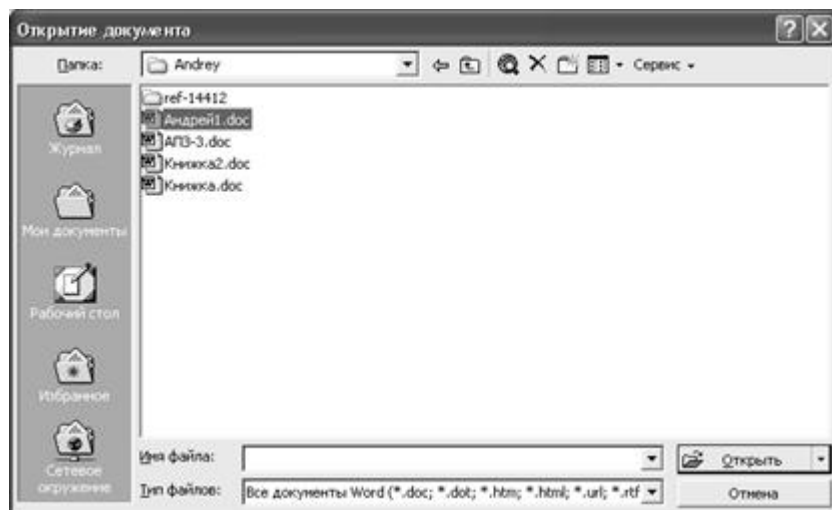 Открытие документа
Папка: Andrey Сервис
ref-14412
Андрей1.doc
АПЗ-3.doc
Книжка2.doc
Книжка.doc
Журнал
Мои документы
Рабочий стол
Избранное
Сетевое
окружение
Имя файла: Открыть
Тип файлов: Все документы Word (*.doc; *.dot; *.htm; *.html; *.url; *.rtf Отмена